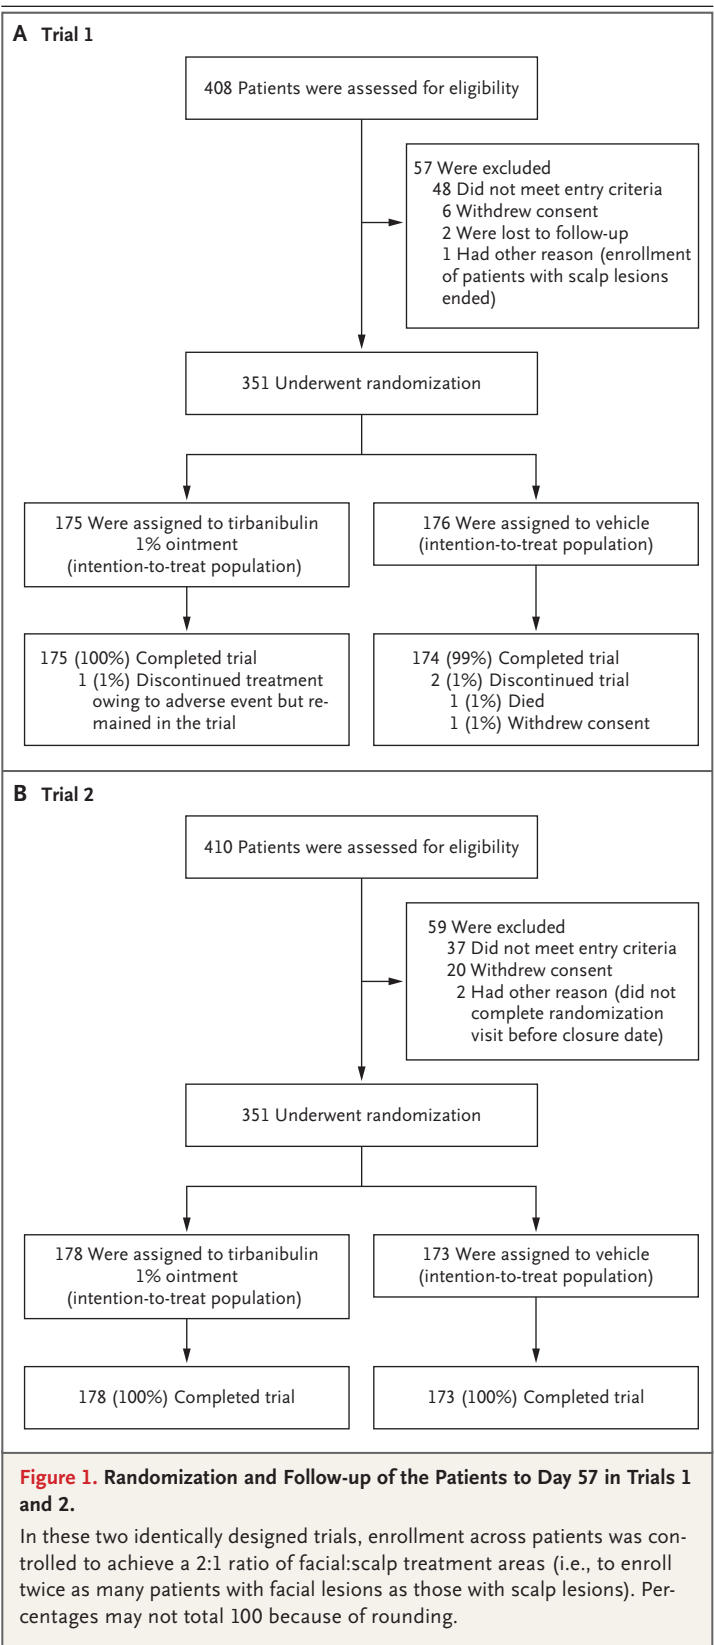 A Trial 1
408 Patients were assessed for eligibility
57 Were excluded
48 Did not meet entry criteria
6 Withdrew consent
2 Were lost to follow-up
1 Had other reason (enrollment
of patients with scalp lesions
ended)
351 Underwent randomization
175 Were assigned to tirbanibulin
1% ointment
(intention-to-treat population)
176 Were assigned to vehicle
(intention-to-treat population)
175 (100%) Completed trial
1 (1%) Discontinued treatment
owing to adverse event but re-
mained in the trial
174 (99%) Completed trial
2 (1%) Discontinued trial
1 (1%) Died
1 (1%) Withdrew consent
B Trial 2
410 Patients were assessed for eligibility
59 Were excluded
37 Did not meet entry criteria
20 Withdrew consent
2 Had other reason (did not
complete randomization
visit before closure date)
351 Underwent randomization
178 Were assigned to tirbanibulin
1% ointment
(intention-to-treat population)
173 Were assigned to vehicle
(intention-to-treat population)
178 (100%) Completed trial
173 (100%) Completed trial
Figure 1. Randomization and Follow-up of the Patients to Day 57 in Trials 1
and 2.
In these two identically designed trials, enrollment across patients was con-
trolled to achieve a 2:1 ratio of facial:scalp treatment areas (i.e., to enroll
twice as many patients with facial lesions as those with scalp lesions). Per-
centages may not total 100 because of rounding.